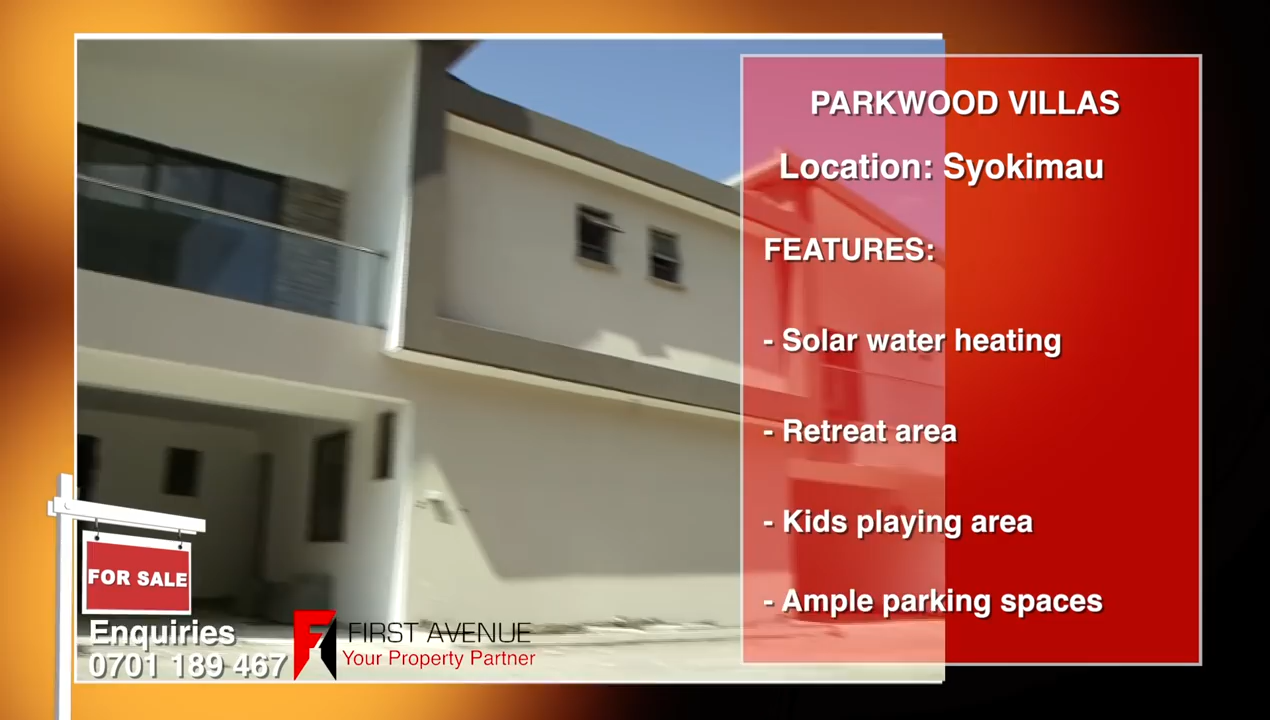 PARKWOOD VILLAS
Location: Syokimau
FEATURES:
- Solar water heating
- Retreat area
- Kids playing area
- Ample parking spaces
FOR SALE
Enquiries
0701 189 467
FIRST AVENUE
Your Property Partner